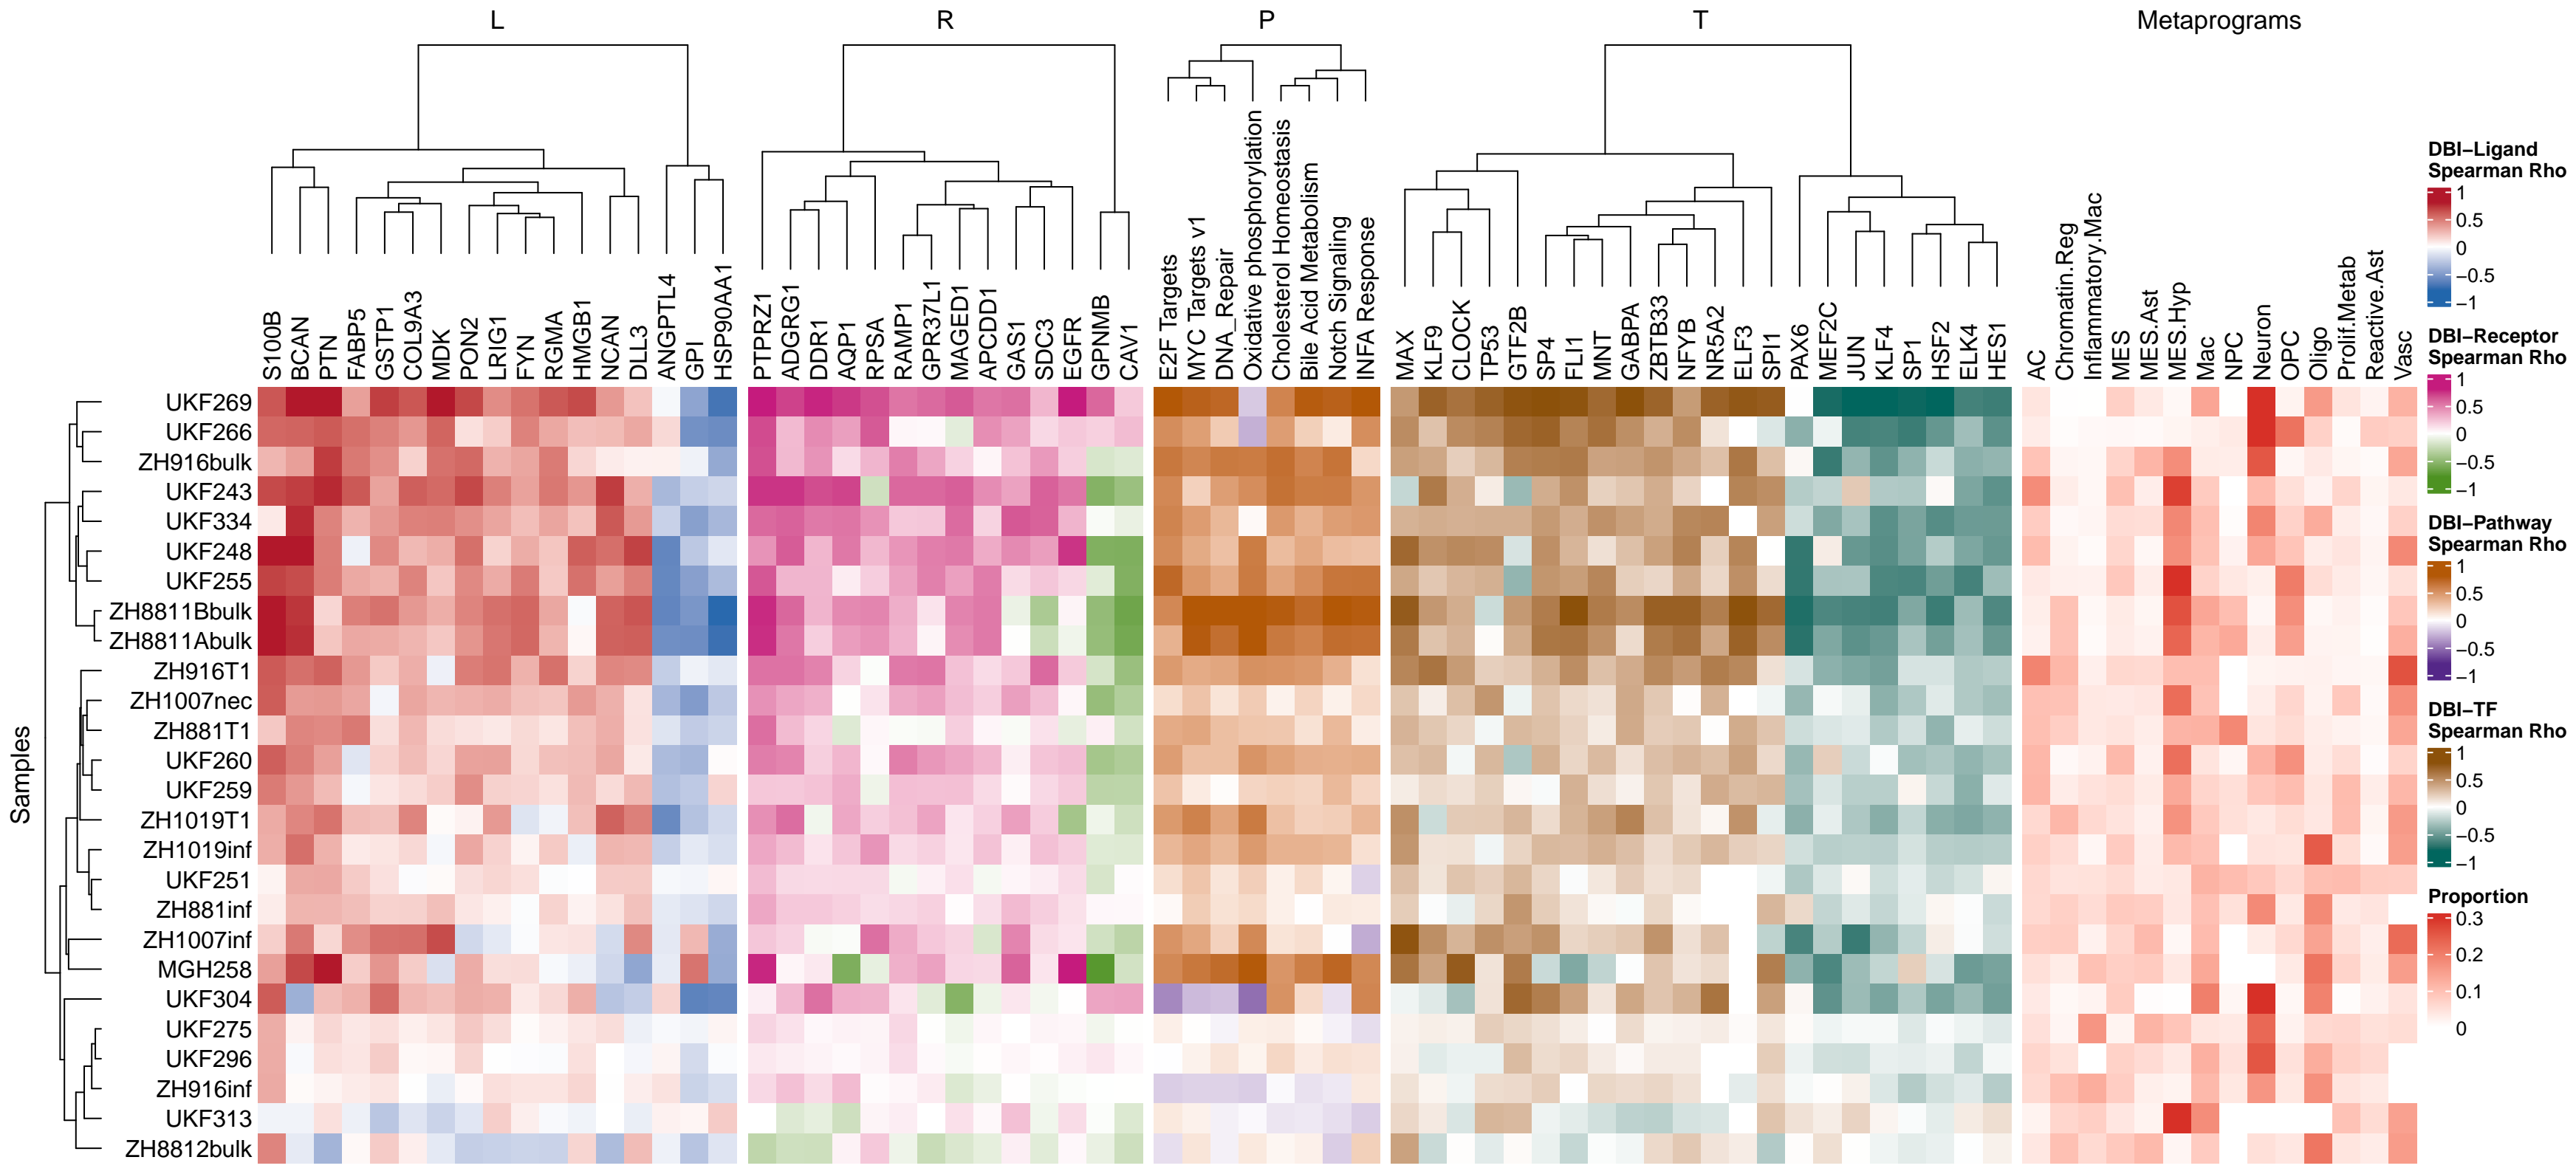 L
R
P
T
Metaprograms
S100B
BCAN
PTN
FABP5
GSTP1
COL9A3
MDK
PON2
LRIG1
FYN
RGMA
HMGB1
NCAN
DLL3
ANGPTL4
GPI
HSP90AA1
PTPRZ1
ADGRG1
DDR1
AQP1
RPSA
RAMP1
GPR37L1
MAGED1
APCDD1
GAS1
SDC3
EGFR
GPNMB
CAV1
E2F Targets
MYC Targets v1
DNA_Repair
Oxidative phosphorylation
Cholesterol Homeostasis
Bile Acid Metabolism
Notch Signaling
INFA Response
MAX
KLF9
CLOCK
TP53
GTF2B
SP4
FLI1
MNT
GABPA
ZBTB33
NFYB
NR5A2
ELF3
SPI1
PAX6
MEF2C
JUN
KLF4
SP1
HSF2
ELK4
HES1
AC
Chromatin.Reg
Inflammatory.Mac
MES
MES.Ast
MES.Hyp
Mac
NPC
Neuron
OPC
Oligo
Prolif.Metab
Reactive.Ast
Vasc
Samples
UKF269
UKF266
ZH916bulk
UKF243
UKF334
UKF248
UKF255
ZH8811Bbulk
ZH8811Abulk
ZH916T1
ZH1007nec
ZH881T1
UKF260
UKF259
ZH1019T1
ZH1019inf
UKF251
ZH881inf
ZH1007inf
MGH258
UKF304
UKF275
UKF296
ZH916inf
UKF313
ZH8812bulk
DBI−Ligand
Spearman Rho
1
0.5
0
−0.5
−1
DBI−Receptor
Spearman Rho
1
0.5
0
−0.5
−1
DBI−Pathway
Spearman Rho
1
0.5
0
−0.5
−1
DBI−TF
Spearman Rho
1
0.5
0
−0.5
−1
Proportion
0.3
0.2
0.1
0